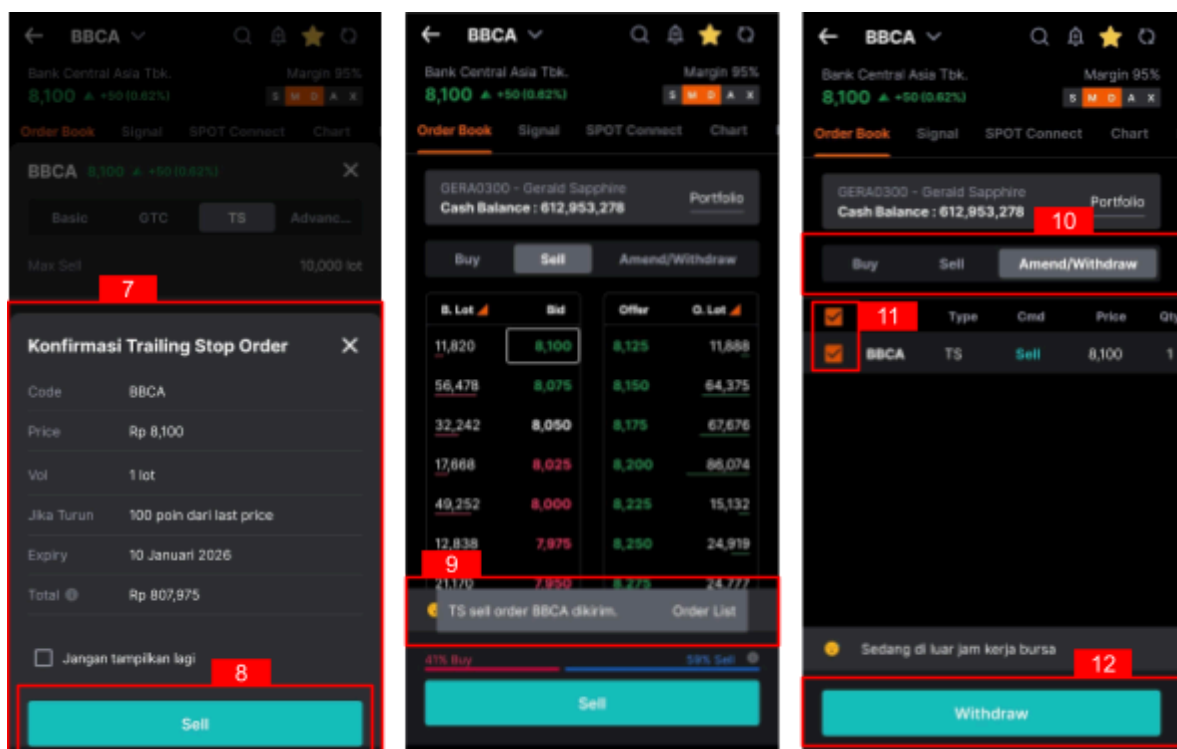 BBCA
Bank Central Asia Tbk.
Margin 95%
8,100 ▲ +50 (0.62%)
S M D A X
Order Book Signal SPOT Connect Chart
BBCA 8,100 ▲ +50 (0.62%)
Basic GTC TS Advanc...
Max Sell 10,000 lot
7
Konfirmasi Trailing Stop Order
Code BBCA
Price Rp 8,100
Vol 1 lot
Jika Turun 100 poin dari last price
Expiry 10 Januari 2026
Total Rp 807,975
Jangan tampilkan lagi
8
Sell
BBCA
Bank Central Asia Tbk.
Margin 95%
8,100 ▲ +50 (0.62%)
S M D A X
Order Book Signal SPOT Connect Chart
GERA0300 - Gerald Sapphire
Cash Balance : 612,953,278
Portfolio
Buy Sell Amend/Withdraw
B. Lot Bid Offer O. Lot
11,820 8,100 8,125 11,888
56,478 8,075 8,150 64,375
32,242 8,050 8,175 67,676
17,668 8,025 8,200 86,074
49,252 8,000 8,225 15,132
12,838 7,975 8,250 24,919
9
21,170 7,950 8,275 24,777
TS sell order BBCA dikirim. Order List
41% Buy 59% Sell
Sell
BBCA
Bank Central Asia Tbk.
Margin 95%
8,100 ▲ +50 (0.62%)
S M D A X
Order Book Signal SPOT Connect Chart
GERA0300 - Gerald Sapphire
Cash Balance : 612,953,278
Portfolio
10
Buy Sell Amend/Withdraw
11
Type Cmd Price Qty
BBCA TS Sell 8,100 1
Sedang di luar jam kerja bursa
12
Withdraw